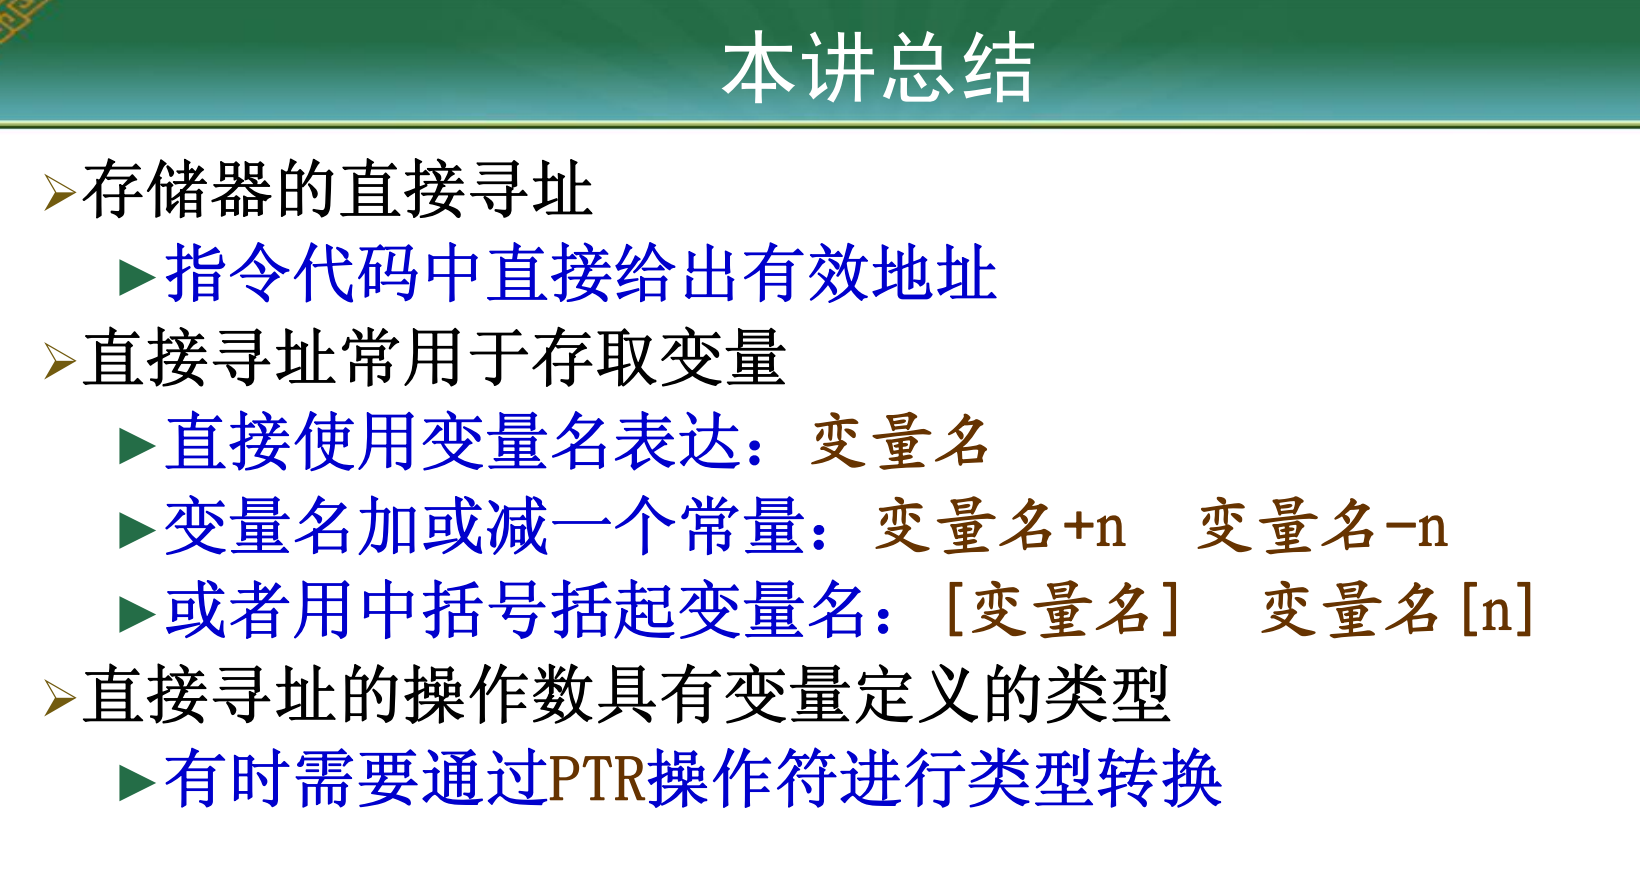 本讲总结
➢存储器的直接寻址
►指令代码中直接给出有效地址
➢直接寻址常用于存取变量
►直接使用变量名表达：变量名
►变量名加或减一个常量：变量名+n 变量名-n
►或者用中括号括起变量名：[变量名] 变量名[n]
➢直接寻址的操作数具有变量定义的类型
►有时需要通过PTR操作符进行类型转换